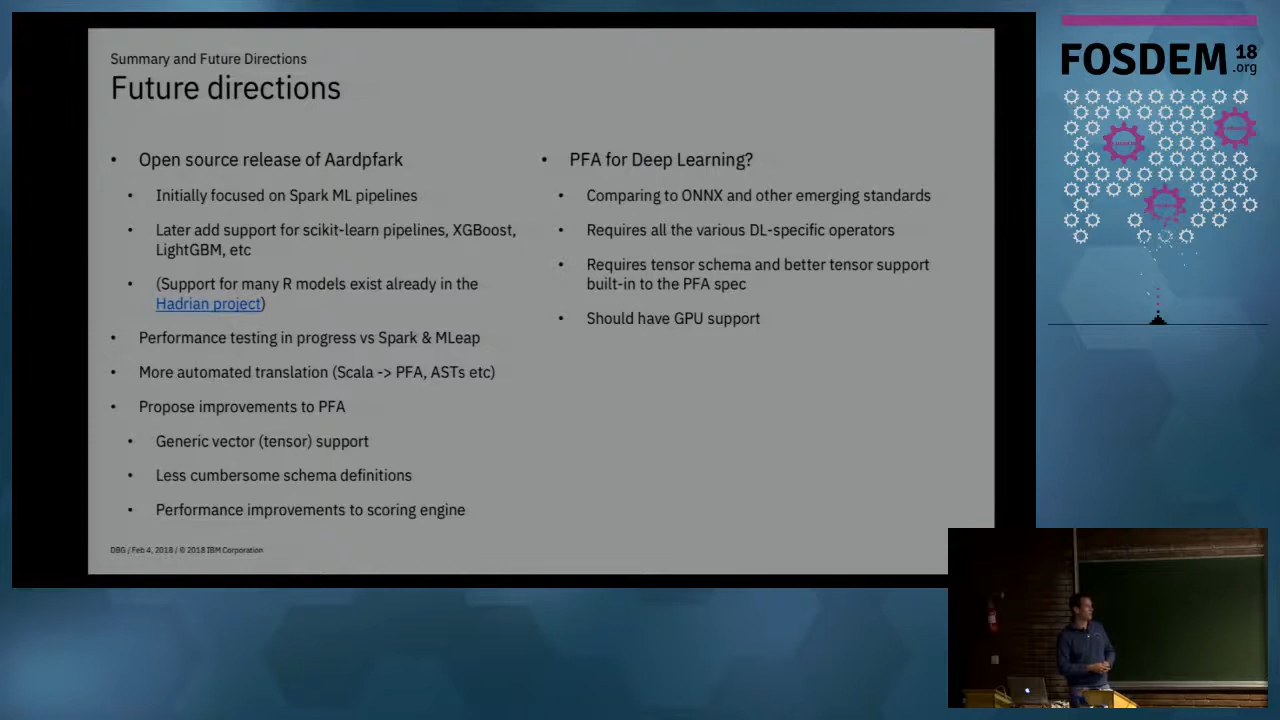 Summary and Future Directions
Future directions
• Open source release of Aardpfark
• Initially focused on Spark ML pipelines
• Later add support for scikit-learn pipelines, XGBoost,
LightGBM, etc
• (Support for many R models exist already in the
Hadrian project)
• Performance testing in progress vs Spark & MLeap
• More automated translation (Scala -> PFA, ASTs etc)
• Propose improvements to PFA
• Generic vector (tensor) support
• Less cumbersome schema definitions
• Performance improvements to scoring engine
• PFA for Deep Learning?
• Comparing to ONNX and other emerging standards
• Requires all the various DL-specific operators
• Requires tensor schema and better tensor support
built-in to the PFA spec
• Should have GPU support
DBG / Feb 4, 2018 / © 2018 IBM Corporation
FOSDEM 18
.org